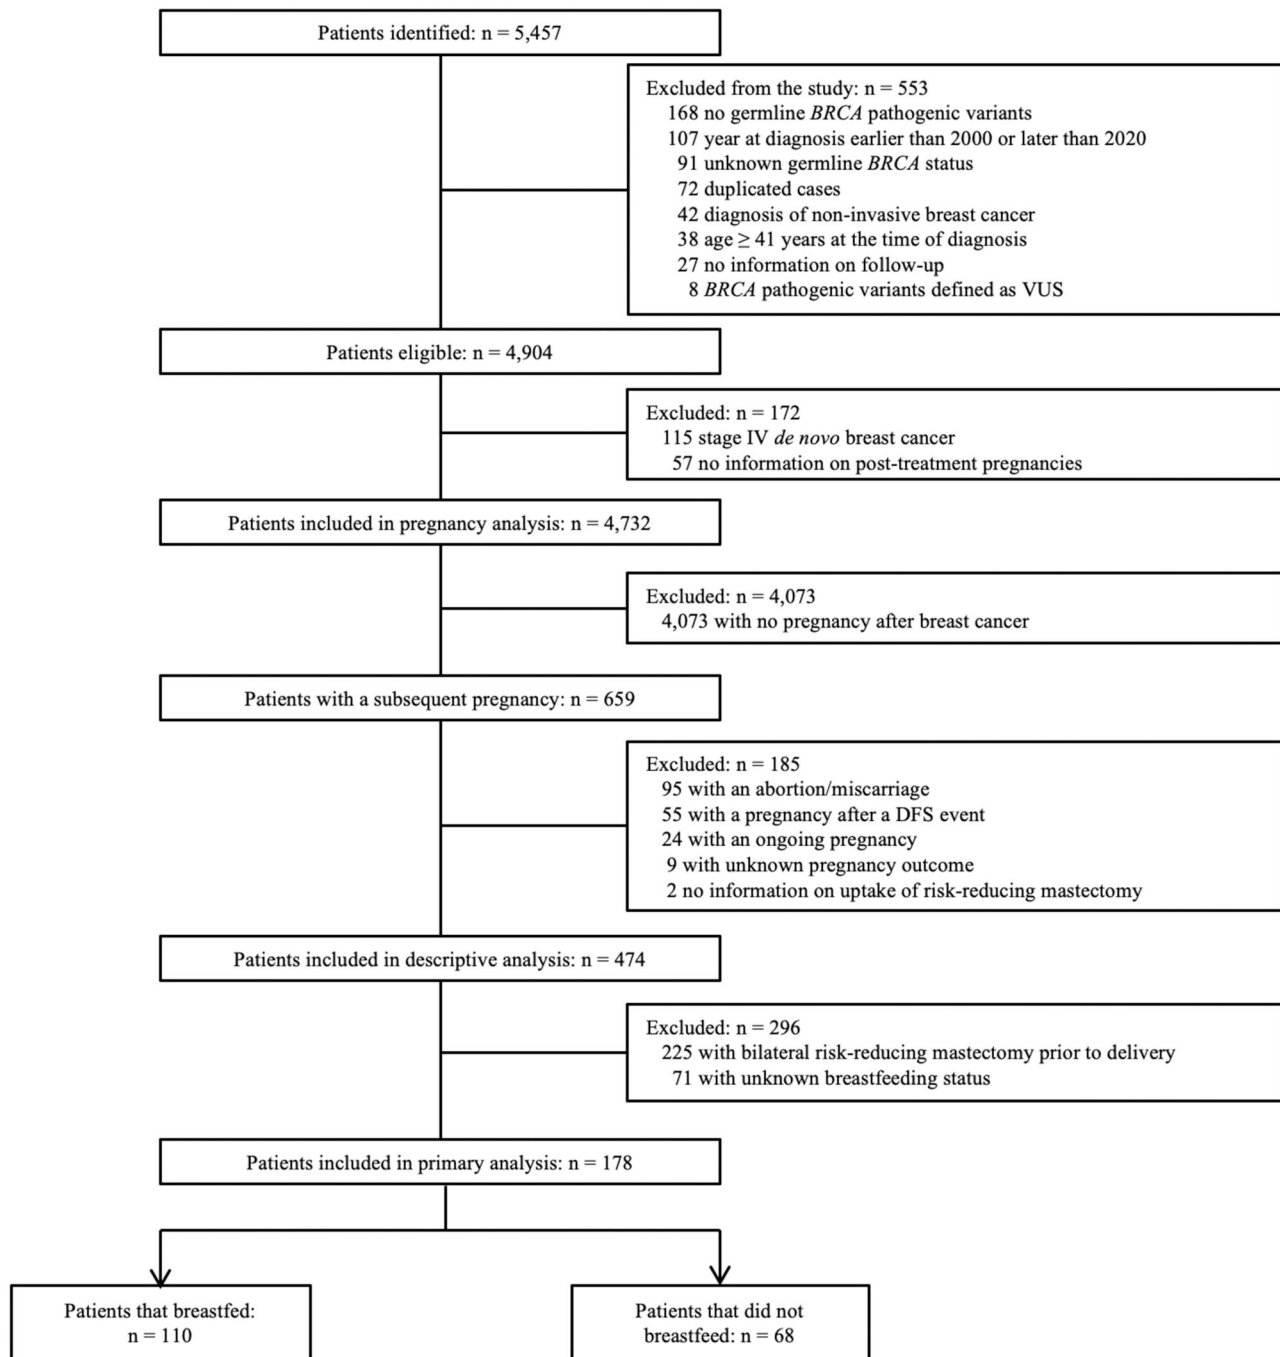 Patients identified: n = 5,457
Excluded from the study: n = 553
168 no germline BRCA pathogenic variants
107 year at diagnosis earlier than 2000 or later than 2020
91 unknown germline BRCA status
72 duplicated cases
42 diagnosis of non-invasive breast cancer
38 age ≥ 41 years at the time of diagnosis
27 no information on follow-up
8 BRCA pathogenic variants defined as VUS
Patients eligible: n = 4,904
Excluded: n = 172
115 stage IV de novo breast cancer
57 no information on post-treatment pregnancies
Patients included in pregnancy analysis: n = 4,732
Excluded: n = 4,073
4,073 with no pregnancy after breast cancer
Patients with a subsequent pregnancy: n = 659
Excluded: n = 185
95 with an abortion/miscarriage
55 with a pregnancy after a DFS event
24 with an ongoing pregnancy
9 with unknown pregnancy outcome
2 no information on uptake of risk-reducing mastectomy
Patients included in descriptive analysis: n = 474
Excluded: n = 296
225 with bilateral risk-reducing mastectomy prior to delivery
71 with unknown breastfeeding status
Patients included in primary analysis: n = 178
Patients that breastfed:
n = 110
Patients that did not
breastfeed: n = 68